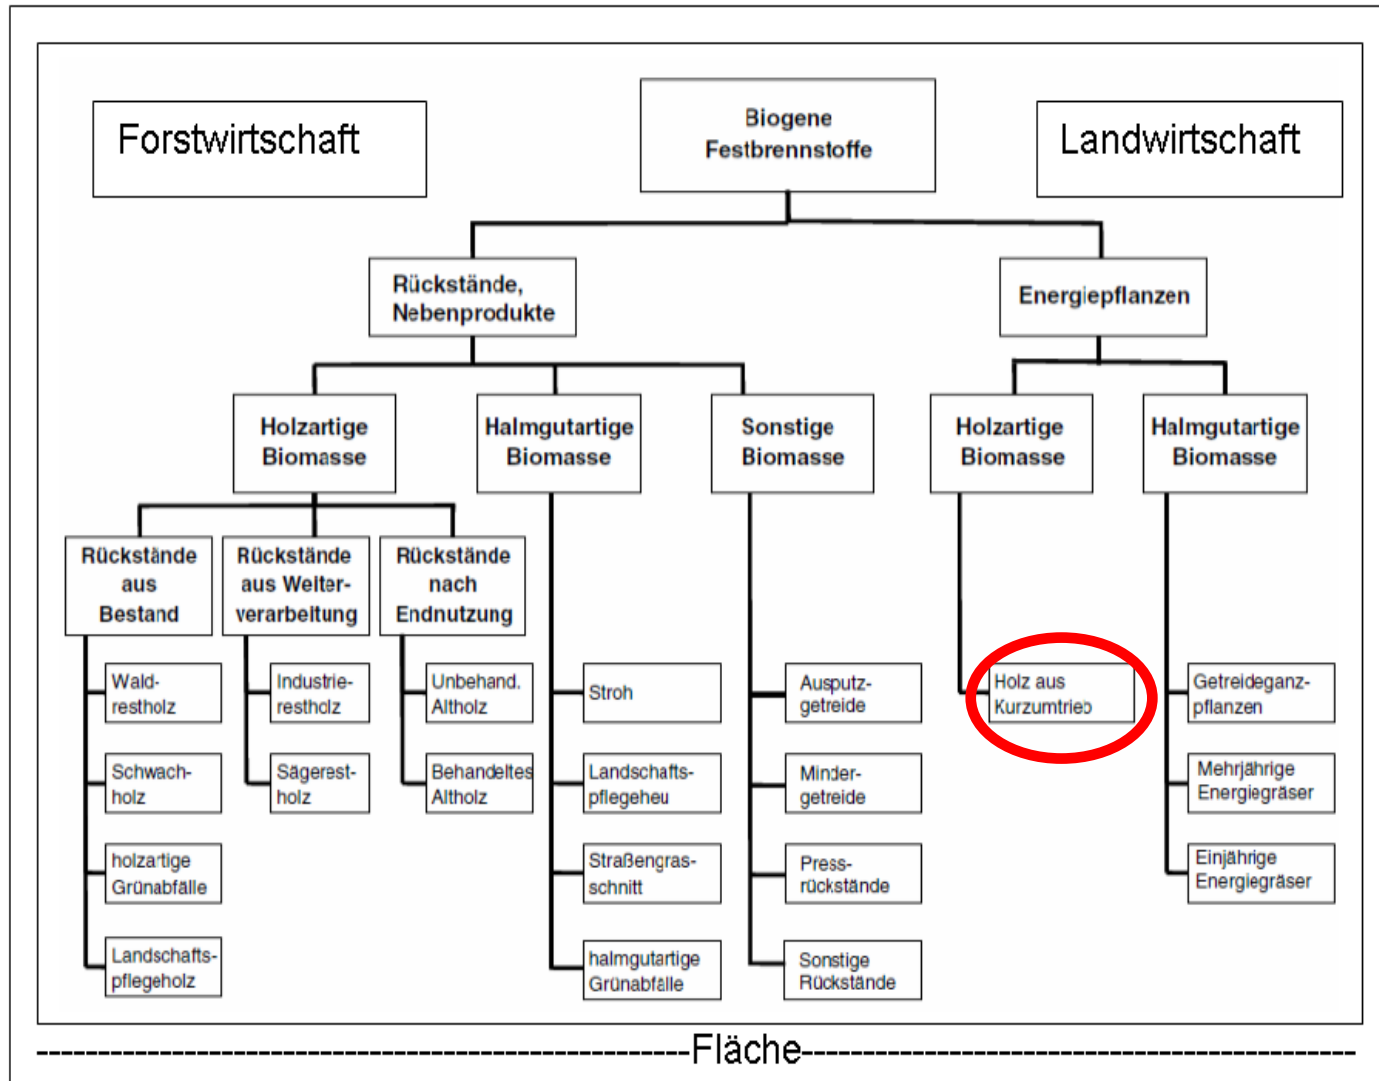 Forstwirtschaft
Biogene
Festbrennstoffe
Landwirtschaft
Rückstände,
Nebenprodukte
Energiepflanzen
Holzartige
Biomasse
Halmgutartige
Biomasse
Sonstige
Biomasse
Holzartige
Biomasse
Halmgutartige
Biomasse
Rückstände
aus
Bestand
Rückstände
aus Weiter-
verarbeitung
Rückstände
nach
Endnutzung
Wald-
restholz
Schwach-
holz
holzartige
Grünabfälle
Landschafts-
pflegeholz
Industrie-
restholz
Sägerest-
holz
Unbehand.
Altholz
Behandeltes
Altholz
Stroh
Landschafts-
pflegeheu
Straßengras-
schnitt
halmgutartige
Grünabfälle
Ausputz-
getreide
Minder-
getreide
Press-
rückstände
Sonstige
Rückstände
Holz aus
Kurzumtrieb
Getreideganz-
pflanzen
Mehrjährige
Energiegräser
Einjährige
Energiegräser
Fläche